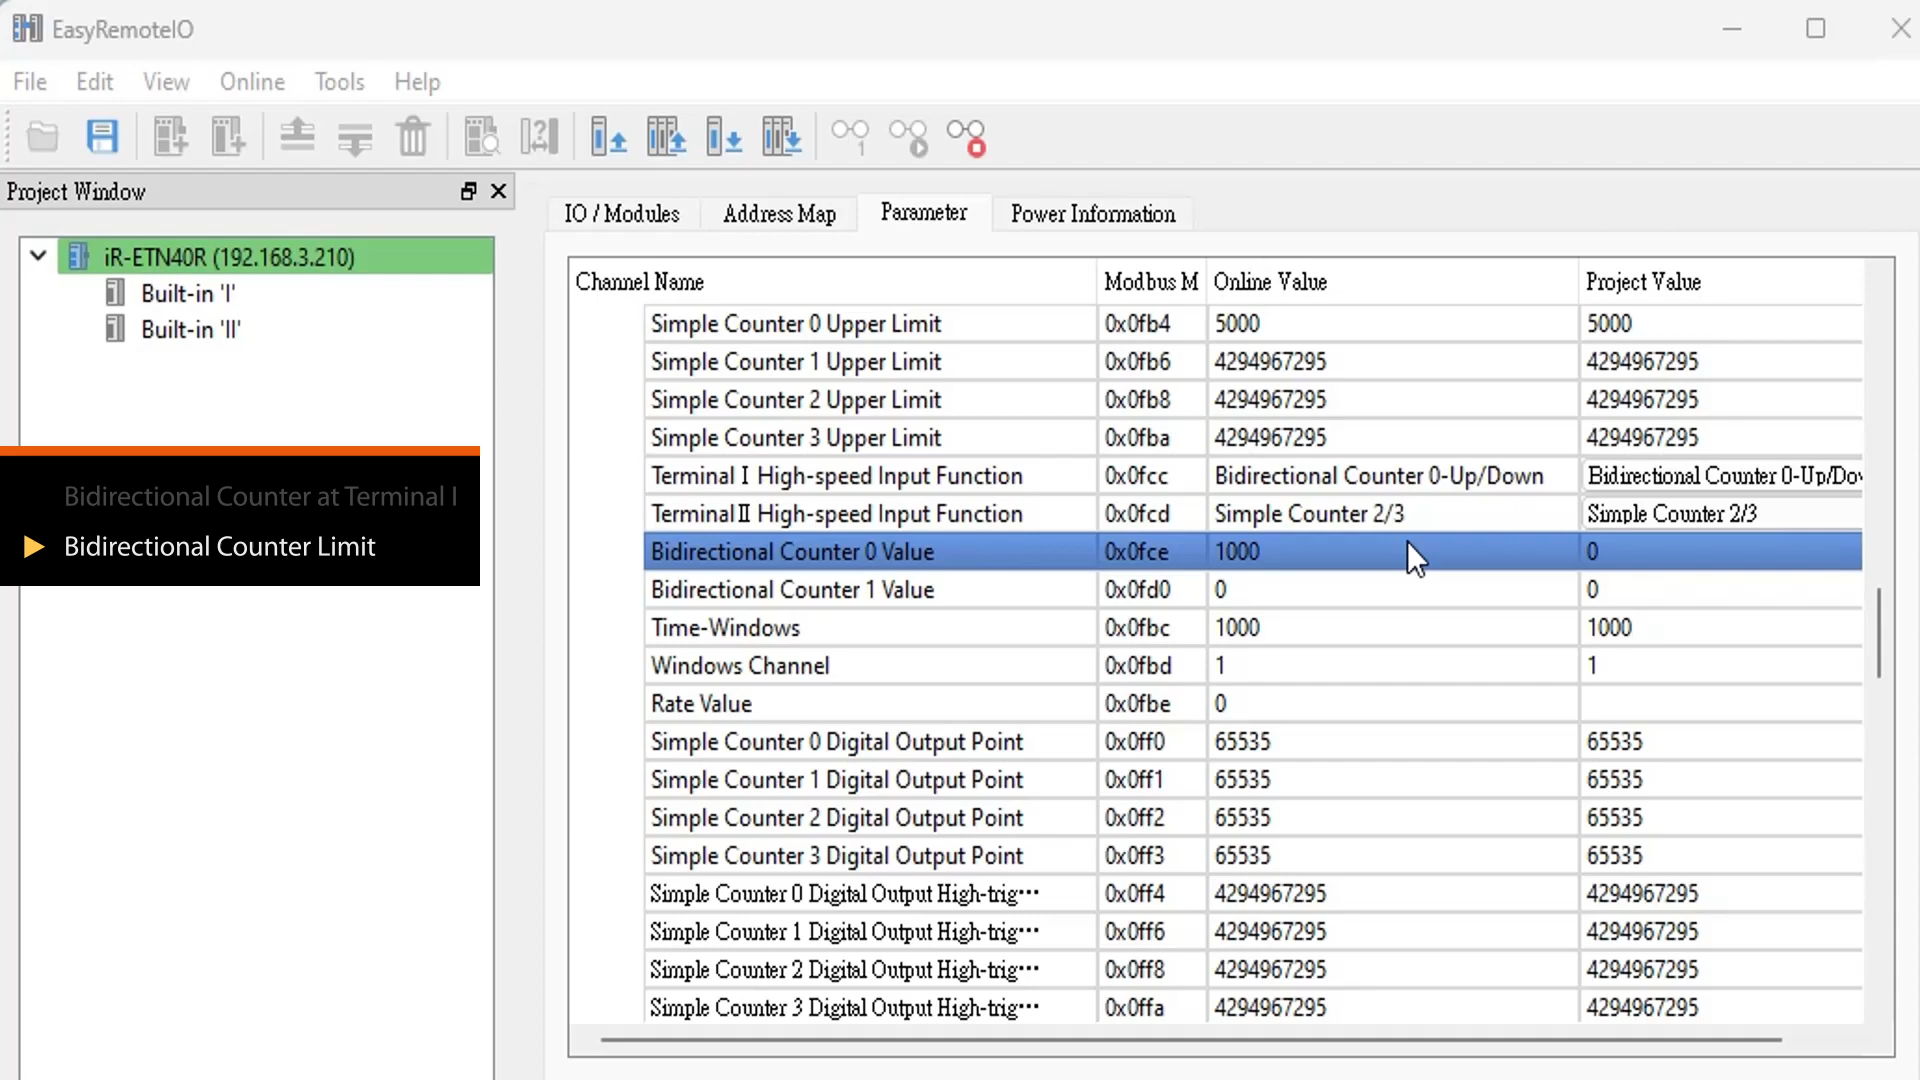 EasyRemoteIO
File Edit View Online Tools Help
Project Window
iR-ETN40R (192.168.3.210)
Built-in 'I'
Built-in 'II'
Bidirectional Counter at Terminal I
Bidirectional Counter Limit
IO / Modules Address Map Parameter Power Information
Channel Name Modbus M Online Value Project Value
Simple Counter 0 Upper Limit 0x0fb4 5000 5000
Simple Counter 1 Upper Limit 0x0fb6 4294967295 4294967295
Simple Counter 2 Upper Limit 0x0fb8 4294967295 4294967295
Simple Counter 3 Upper Limit 0x0fba 4294967295 4294967295
Terminal Ⅰ High-speed Input Function 0x0fcc Bidirectional Counter 0-Up/Down Bidirectional Counter 0-Up/Dow
Terminal Ⅱ High-speed Input Function 0x0fcd Simple Counter 2/3 Simple Counter 2/3
Bidirectional Counter 0 Value 0x0fce 1000 0
Bidirectional Counter 1 Value 0x0fd0 0 0
Time-Windows 0x0fbc 1000 1000
Windows Channel 0x0fbd 1 1
Rate Value 0x0fbe 0
Simple Counter 0 Digital Output Point 0x0ff0 65535 65535
Simple Counter 1 Digital Output Point 0x0ff1 65535 65535
Simple Counter 2 Digital Output Point 0x0ff2 65535 65535
Simple Counter 3 Digital Output Point 0x0ff3 65535 65535
Simple Counter 0 Digital Output High-trig··· 0x0ff4 4294967295 4294967295
Simple Counter 1 Digital Output High-trig··· 0x0ff6 4294967295 4294967295
Simple Counter 2 Digital Output High-trig··· 0x0ff8 4294967295 4294967295
Simple Counter 3 Digital Output High-trig··· 0x0ffa 4294967295 4294967295